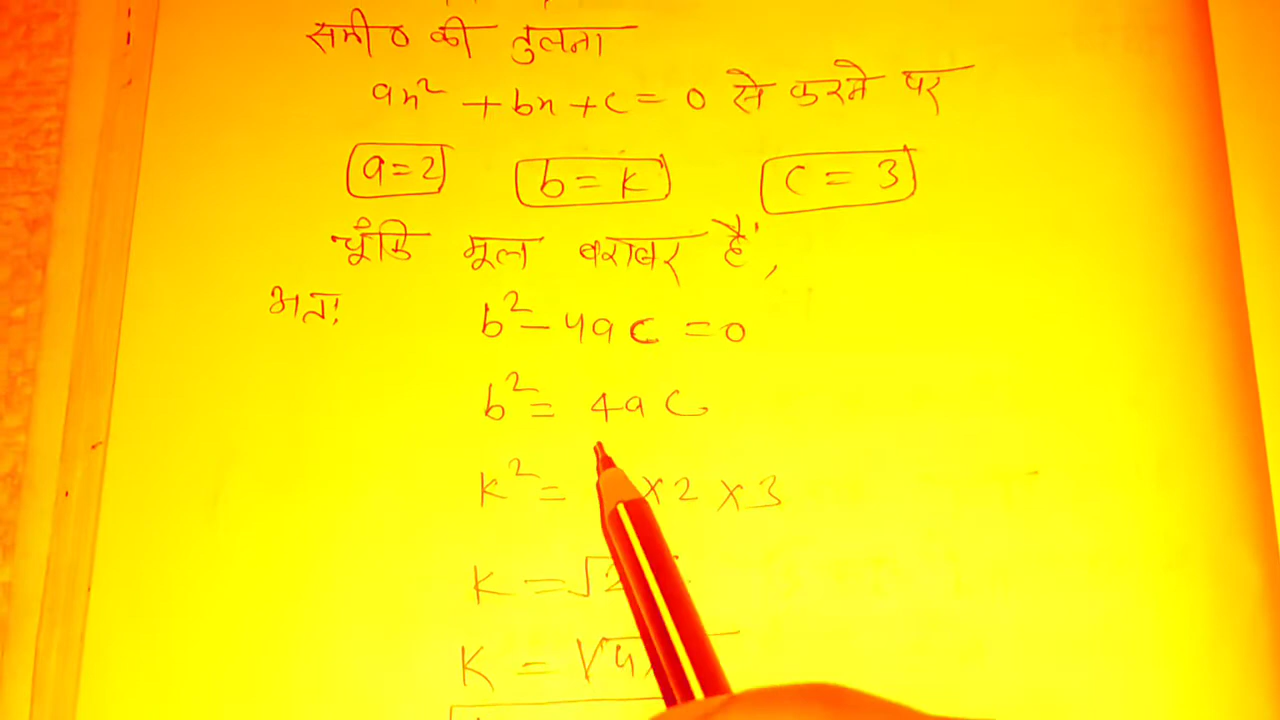 समी० की तुलना
ax² + bx + c = 0 से करने पर
a = 2 b = k c = 3
चूंकि मूल बराबर हैं,
अतः
b² - 4ac = 0
b² = 4ac
k² = × 2 × 3
K = √2
K = √4